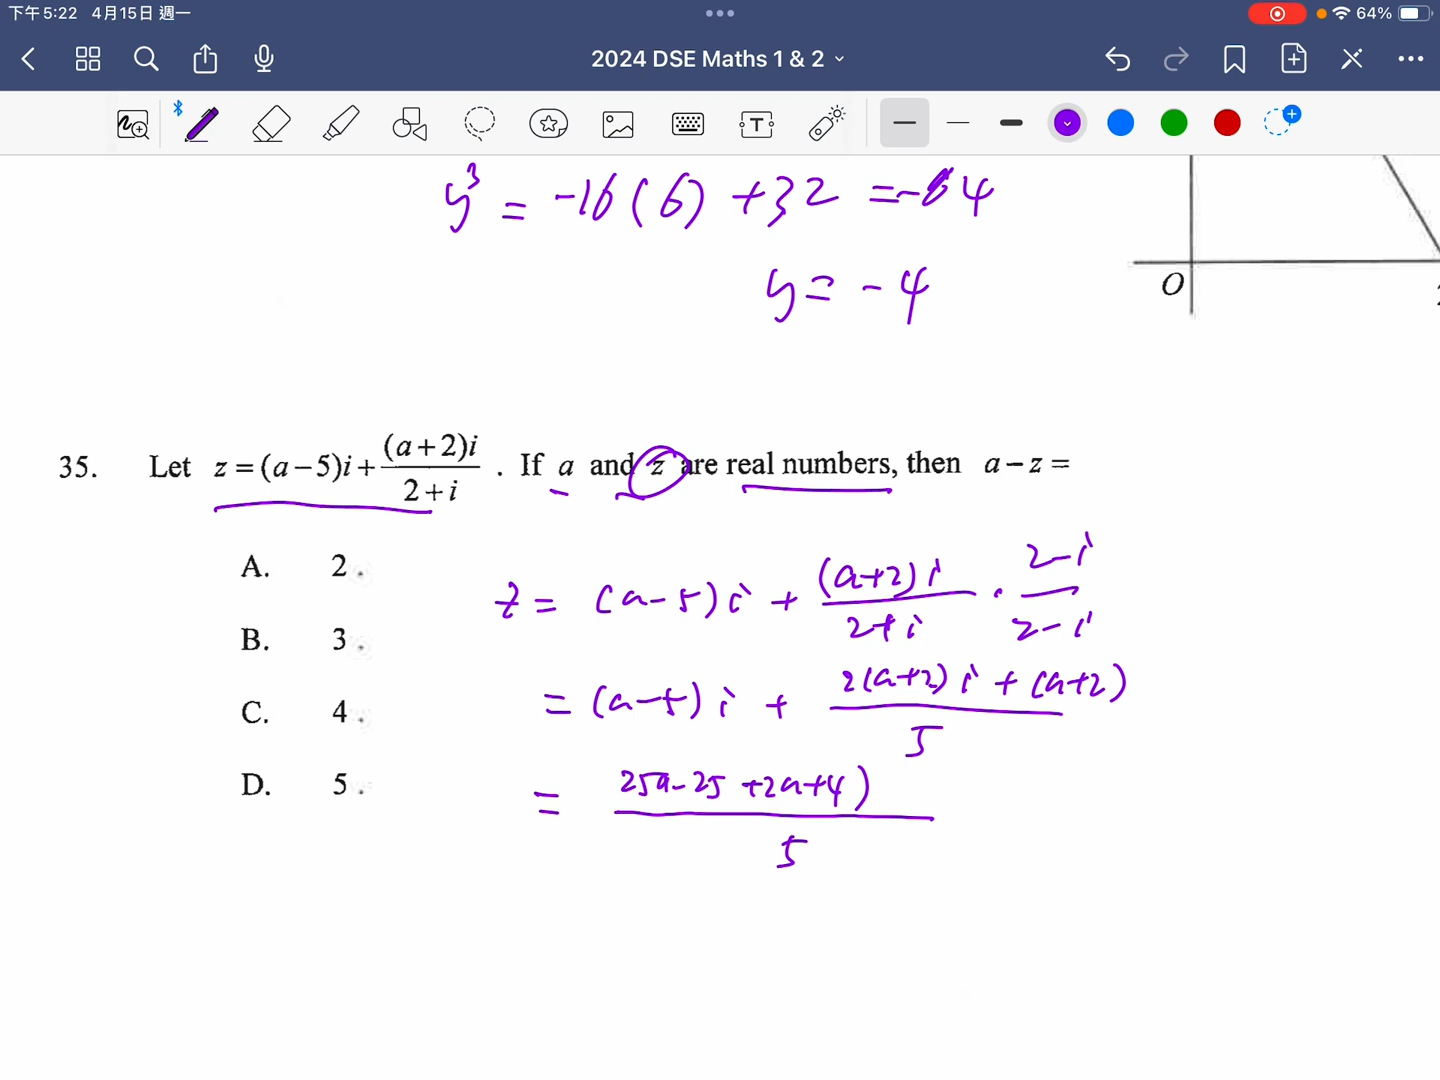 下午5:22 4月15日 週一
64%
2024 DSE Maths 1 & 2
T
y³ = -16(6) +32 = -64
y = -4
O
35. Let z = (a−5)i + (a+2)i/(2+i) . If a and z are real numbers, then a − z =
A. 2 .
B. 3 .
C. 4 .
D. 5 .
z = (a-5)i + (a+2)i/(2+i) · (2-i)/(2-i)
= (a-5)i + (2(a+2)i + (a+2))/5
= 25a-25 +2a+4)/5